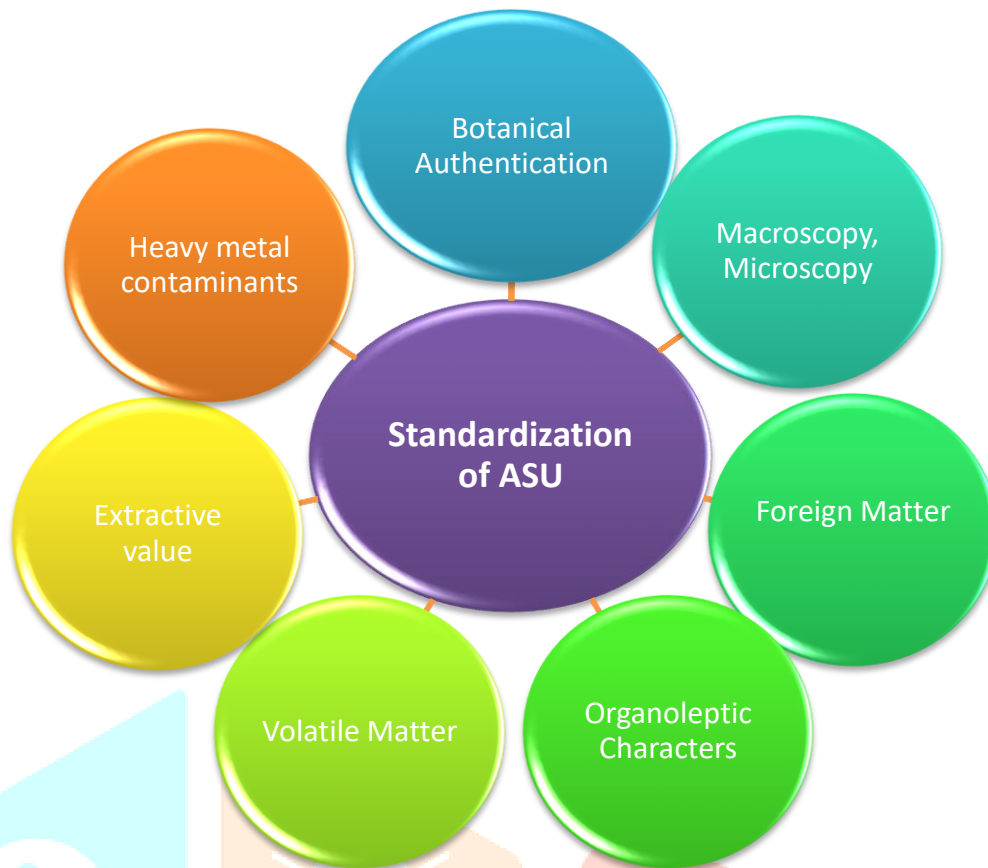 Botanical
Authentication
Macroscopy,
Microscopy
Foreign Matter
Organoleptic
Characters
Volatile Matter
Extractive
value
Heavy metal
contaminants
Standardization
of ASU